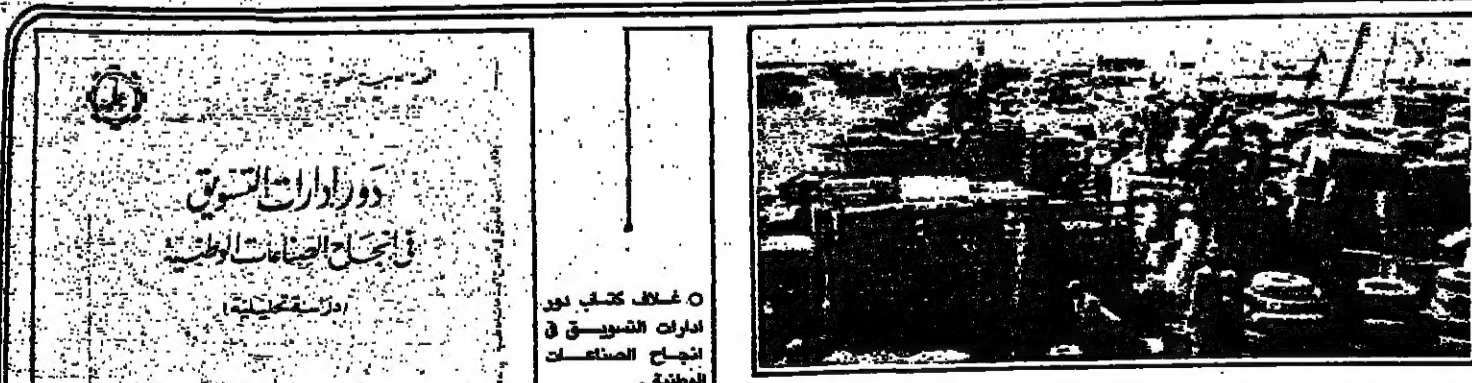 دور ادارات التسويق
في انجاح الصناعات الوطنية
(دراسة تحليلية)
○ غلاف كتاب دور
ادارات التسويق في
انجاح الصناعات
الوطنية .